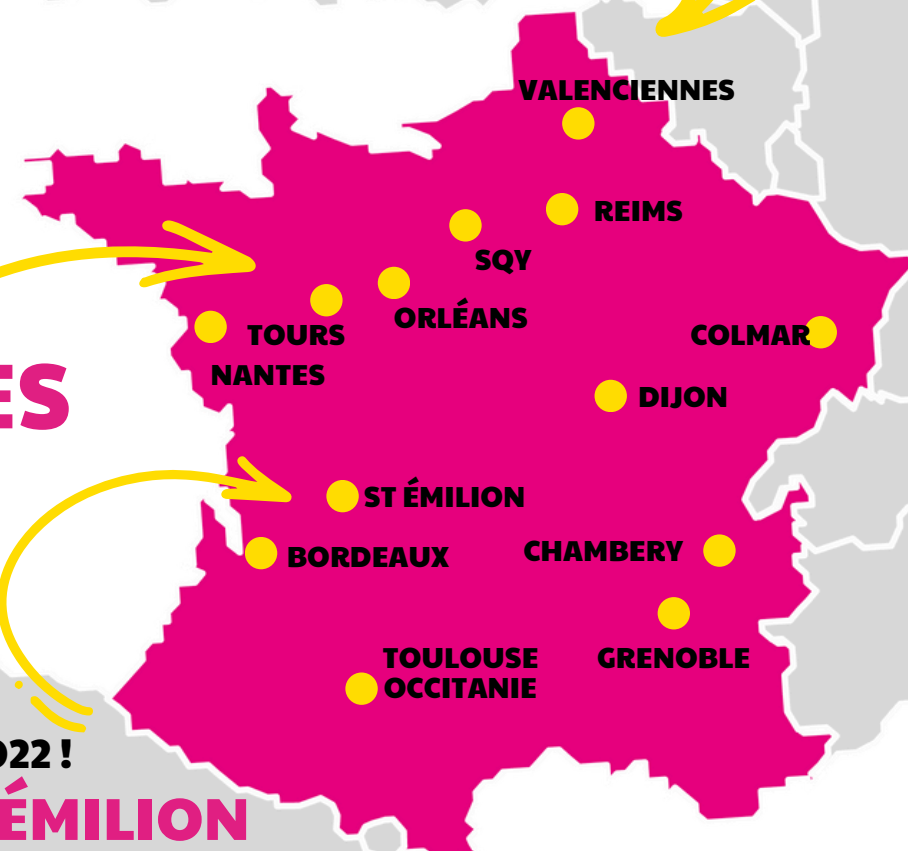 VALENCIENNES
REIMS
SQY
ORLÉANS
TOURS
COLMAR
NANTES
ES
DIJON
ST ÉMILION
BORDEAUX
CHAMBERY
TOULOUSE
OCCITANIE
GRENOBLE
022 !
ÉMILION